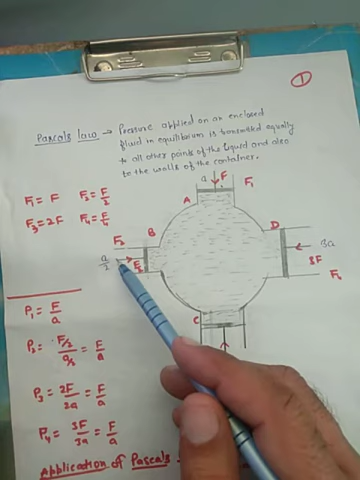 1
Pascals law → Pressure applied on an enclosed
fluid in equilibrium is transmitted equally
to all other points of the liquid and also
to the walls of the container.
F₁ = F F₂ = F/2
F₃ = 2F F₄ = F/4
a F F₁
A
B
D
F₂
a/2
3a
3F
F₄
C
P₁ = F/a
P₂ = F/2 / a/2 = F/a
P₃ = 2F/2a = F/a
P₄ = 3F/3a = F/a
Application of Pascals